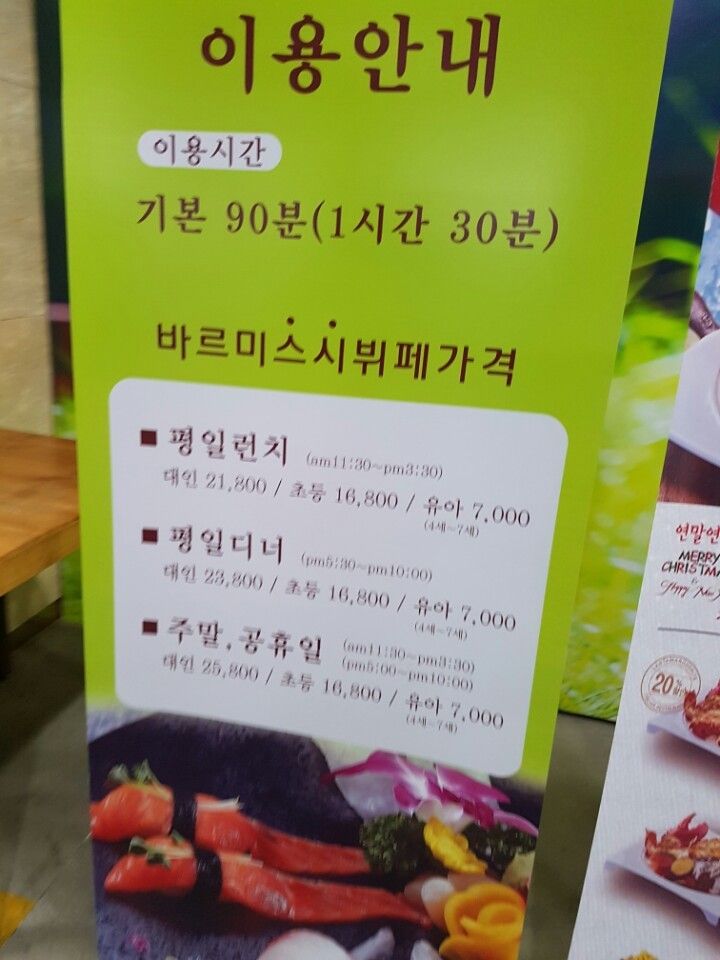 이용안내
이용시간
기본 90분(1시간 30분)
바르미스시뷔페가격
■ 평일런치 (am11:30~pm3:30)
대인 21,800 / 초등 16,800 / 유아 7,000
(4세~7세)
■ 평일디너 (pm5:30~pm10:00)
대인 23,800 / 초등 16,800 / 유아 7,000
(4세~7세)
■ 주말,공휴일 (am11:30~pm3:30)
(pm5:00~pm10:00)
대인 25,800 / 초등 16,800 / 유아 7,000
(4세~7세)
연말연
MERRY
CHRISTMA
Happy New
20%